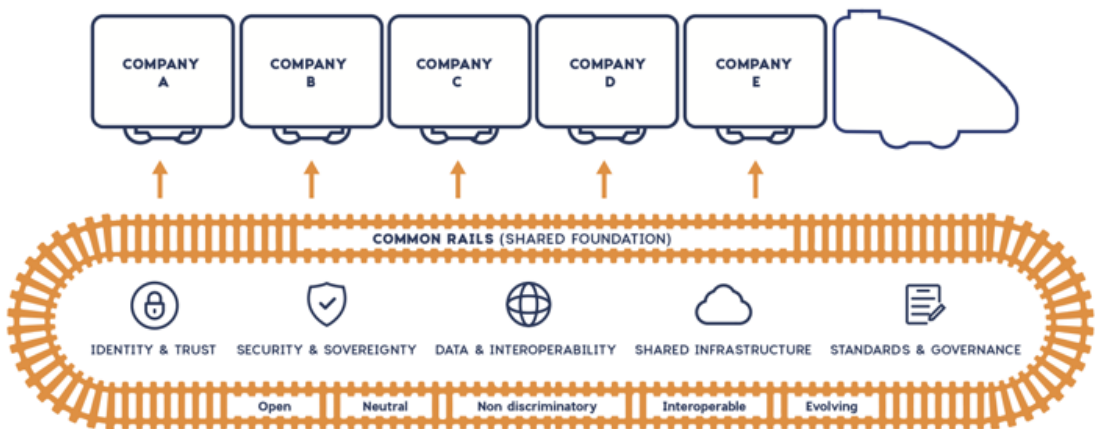 COMPANY
A
COMPANY
B
COMPANY
C
COMPANY
D
COMPANY
E
COMMON RAILS (SHARED FOUNDATION)
IDENTITY & TRUST
SECURITY & SOVEREIGNTY
DATA & INTEROPERABILITY
SHARED INFRASTRUCTURE
STANDARDS & GOVERNANCE
Open
Neutral
Non discriminatory
Interoperable
Evolving